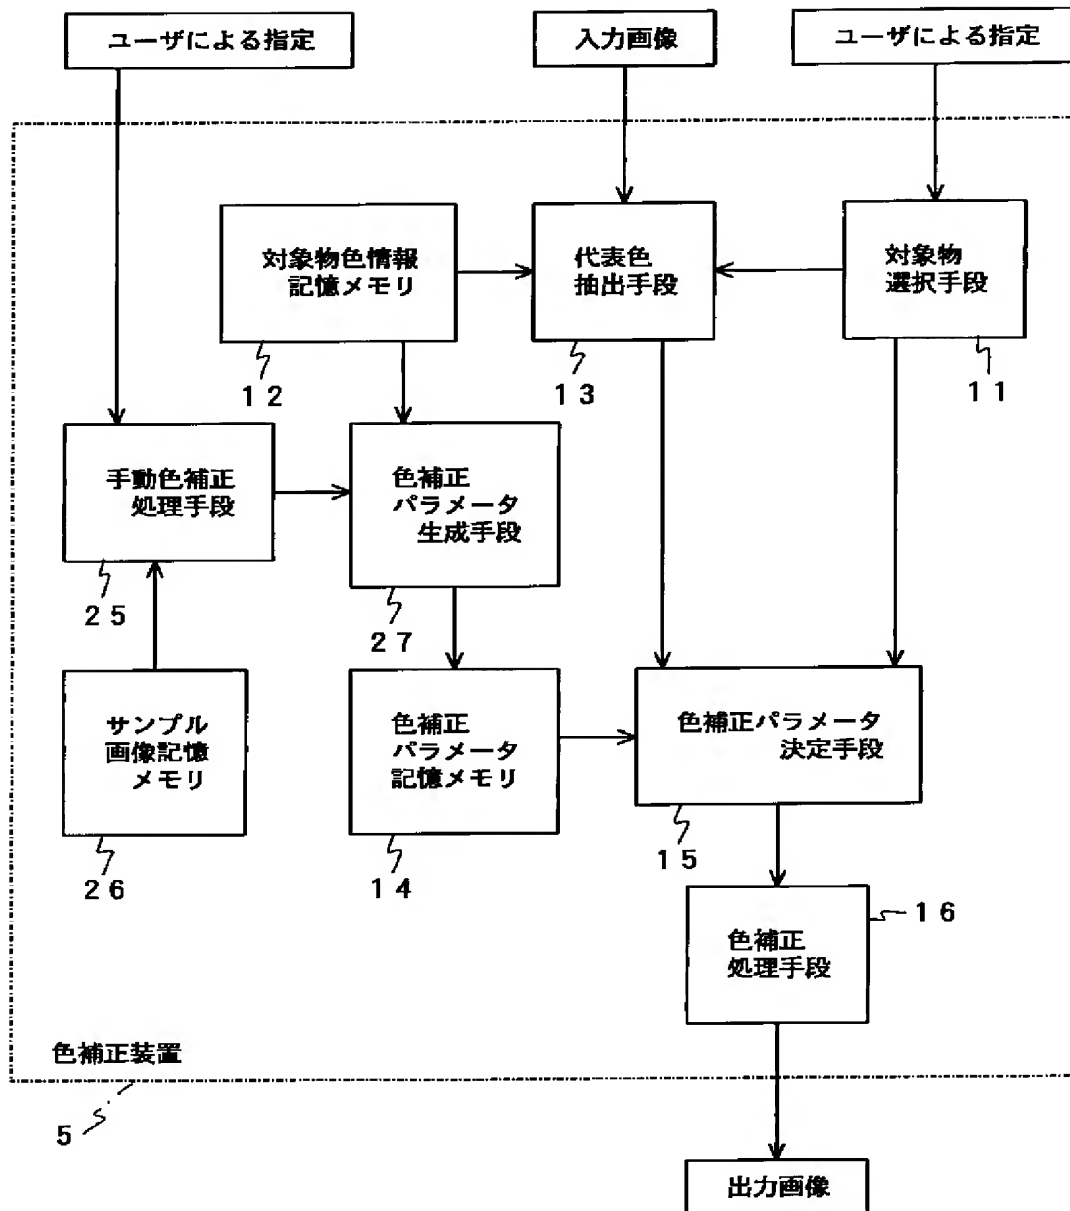 ユーザによる指定
入力画像
ユーザによる指定
対象物色情報
記憶メモリ
代表色
抽出手段
対象物
選択手段
12
13
11
手動色補正
処理手段
色補正
パラメータ
生成手段
25
27
サンプル
画像記憶
メモリ
色補正
パラメータ
記憶メモリ
色補正パラメータ
決定手段
26
14
15
色補正
処理手段
16
色補正装置
5
出力画像